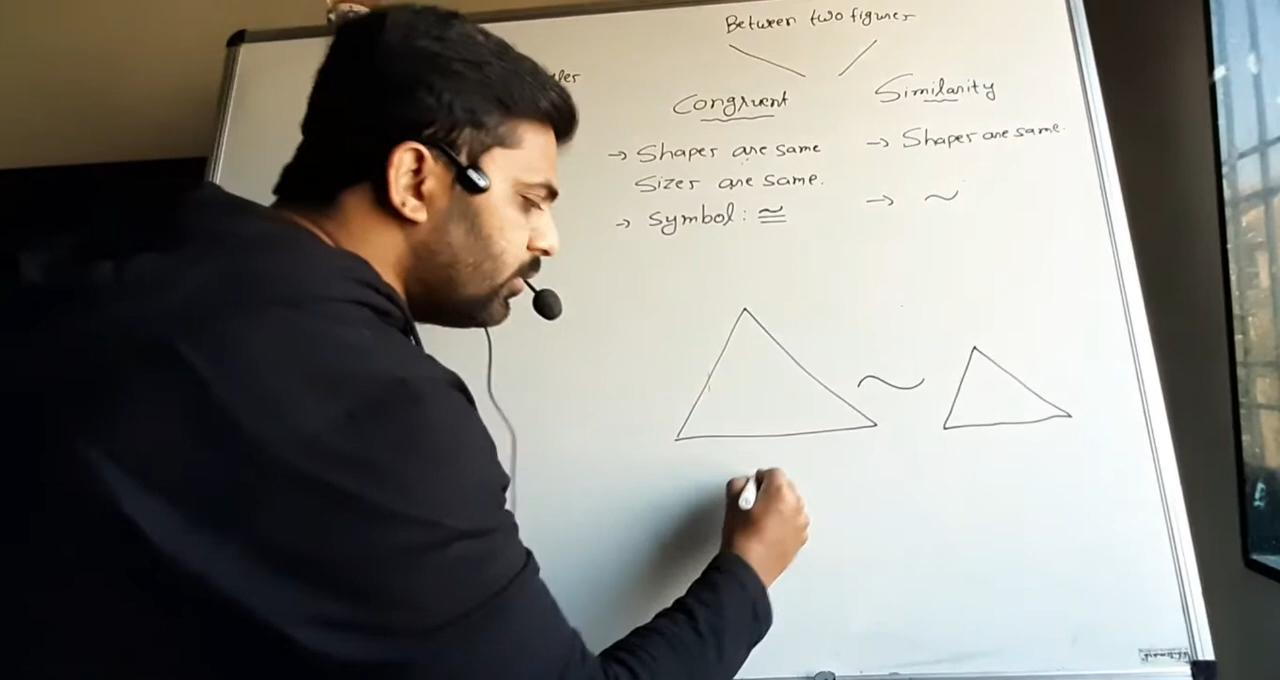 Between two figures
Congruent
→ Shapes are same
Sizes are same.
→ Symbol: ≅
Similarity
→ Shapes are same.
→ ~
~